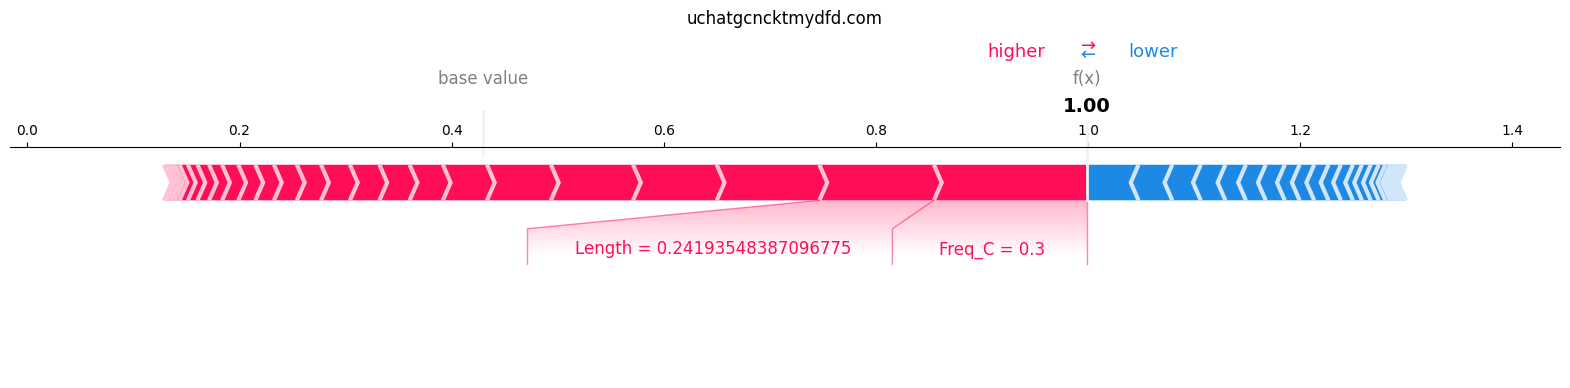 uchatgcncktmydfd.com
higher ⇄ lower
base value f(x)
1.00
0.0 0.2 0.4 0.6 0.8 1.0 1.2 1.4
Length = 0.24193548387096775 Freq_C = 0.3